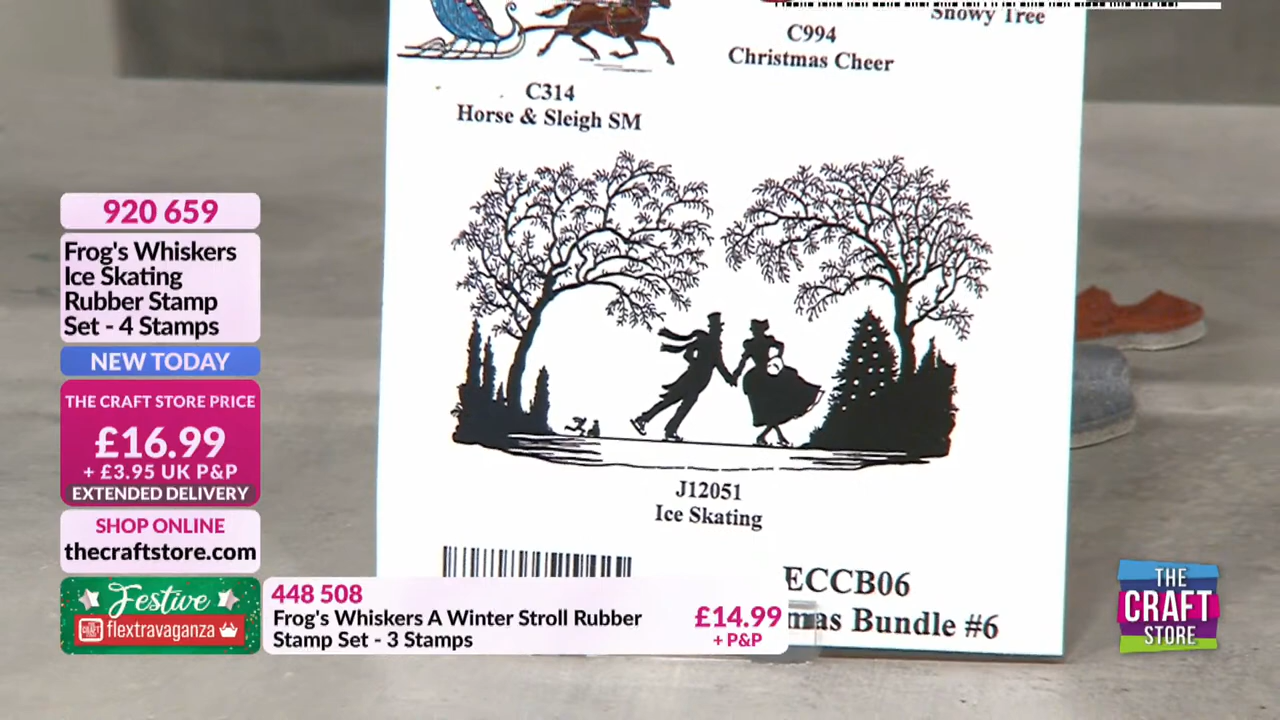 Snowy Tree
C994
Christmas Cheer
C314
Horse & Sleigh SM
J12051
Ice Skating
ECCB06
mas Bundle #6
920 659
Frog's Whiskers
Ice Skating
Rubber Stamp
Set - 4 Stamps
NEW TODAY
THE CRAFT STORE PRICE
£16.99
+ £3.95 UK P&P
EXTENDED DELIVERY
SHOP ONLINE
thecraftstore.com
Festive
flextravaganza
448 508
Frog's Whiskers A Winter Stroll Rubber
Stamp Set - 3 Stamps
£14.99
+ P&P
THE
CRAFT
STORE